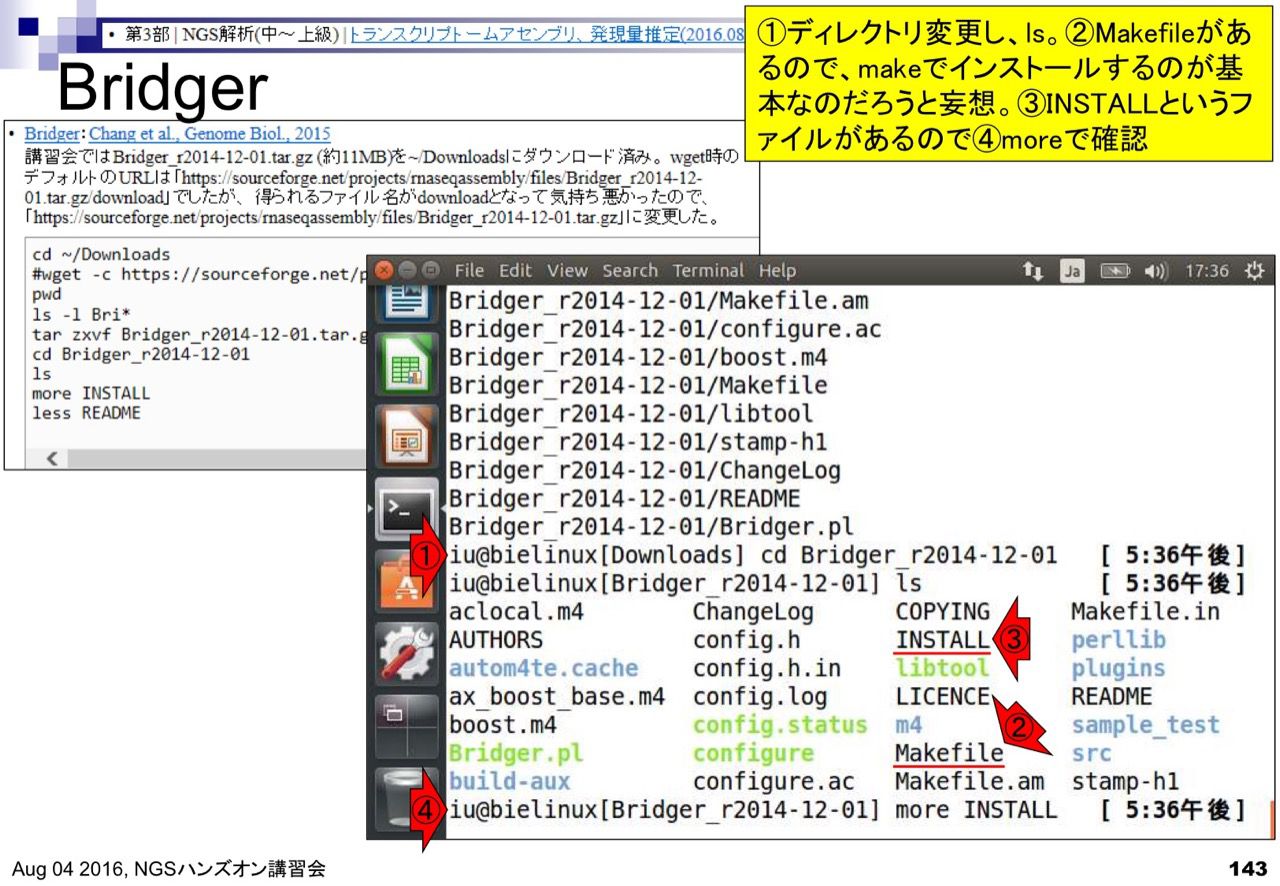 • 第3部 | NGS解析(中～上級) | トランスクリプトームアセンブリ、発現量推定(2016.08
Bridger
①ディレクトリ変更し、ls。②Makefileがあ
るので、makeでインストールするのが基
本なのだろうと妄想。③INSTALLというフ
ァイルがあるので④moreで確認
• Bridger: Chang et al., Genome Biol., 2015
講習会ではBridger_r2014-12-01.tar.gz (約11MB)を~/Downloadsにダウンロード済み。wget時の
デフォルトのURLは「https://sourceforge.net/projects/rnaseqassembly/files/Bridger_r2014-12-
01.tar.gz/download」でしたが、得られるファイル名がdownloadとなって気持ち悪かったので、
「https://sourceforge.net/projects/rnaseqassembly/files/Bridger_r2014-12-01.tar.gz」に変更した。
cd ~/Downloads
#wget -c https://sourceforge.net/p
pwd
ls -l Bri*
tar zxvf Bridger_r2014-12-01.tar.g
cd Bridger_r2014-12-01
ls
more INSTALL
less README
File Edit View Search Terminal Help Ja 17:36
Bridger_r2014-12-01/Makefile.am
Bridger_r2014-12-01/configure.ac
Bridger_r2014-12-01/boost.m4
Bridger_r2014-12-01/Makefile
Bridger_r2014-12-01/libtool
Bridger_r2014-12-01/stamp-h1
Bridger_r2014-12-01/ChangeLog
Bridger_r2014-12-01/README
Bridger_r2014-12-01/Bridger.pl
① iu@bielinux[Downloads] cd Bridger_r2014-12-01 [ 5:36午後]
iu@bielinux[Bridger_r2014-12-01] ls [ 5:36午後]
aclocal.m4 ChangeLog COPYING Makefile.in
AUTHORS config.h INSTALL ③ perllib
autom4te.cache config.h.in libtool plugins
ax_boost_base.m4 config.log LICENCE README
boost.m4 config.status m4 ② sample_test
Bridger.pl configure Makefile src
build-aux configure.ac Makefile.am stamp-h1
④ iu@bielinux[Bridger_r2014-12-01] more INSTALL [ 5:36午後]
Aug 04 2016, NGSハンズオン講習会
143